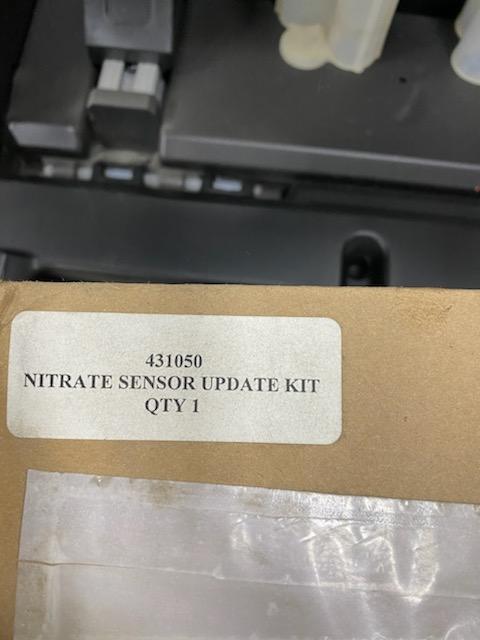 431050
NITRATE SENSOR UPDATE KIT
QTY 1